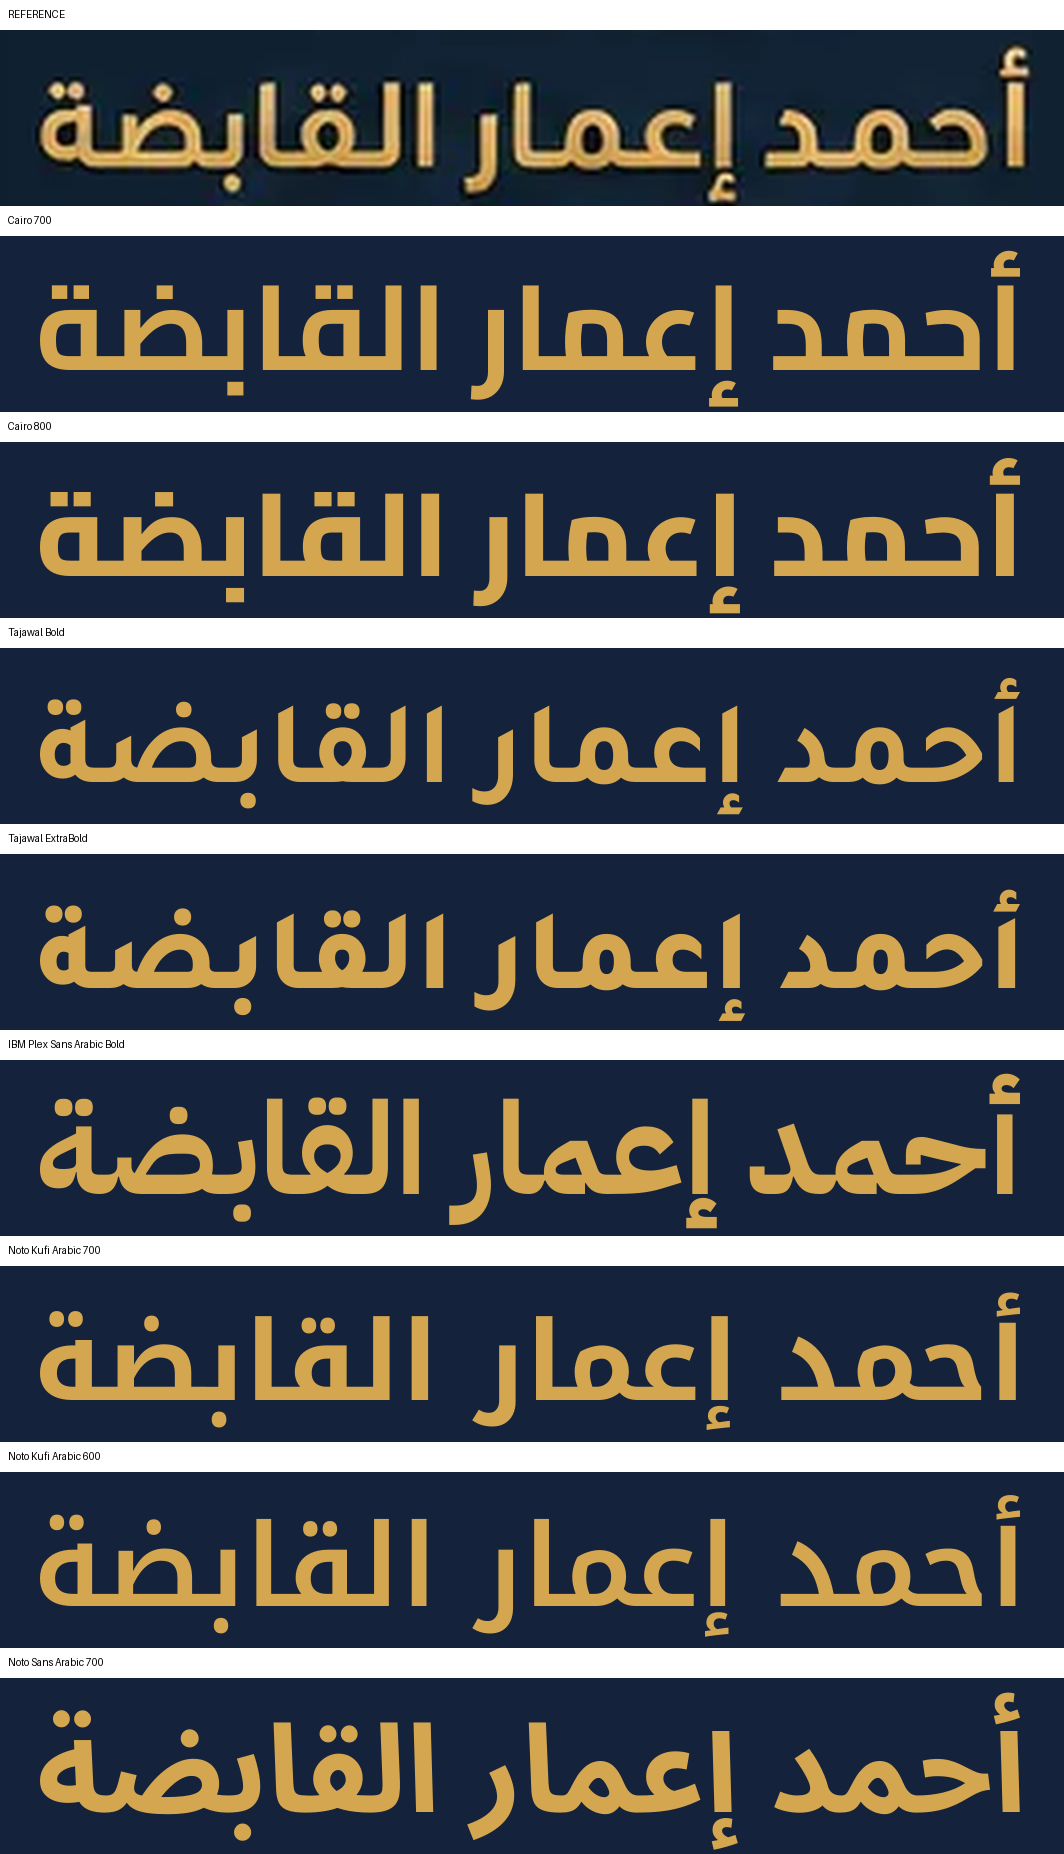 REFERENCE
أحمد إعمار القابضة
Cairo 700
أحمد إعمار القابضة
Cairo 800
أحمد إعمار القابضة
Tajawal Bold
أحمد إعمار القابضة
Tajawal ExtraBold
أحمد إعمار القابضة
IBM Plex Sans Arabic Bold
أحمد إعمار القابضة
Noto Kufi Arabic 700
أحمد إعمار القابضة
Noto Kufi Arabic 600
أحمد إعمار القابضة
Noto Sans Arabic 700
أحمد إعمار القابضة